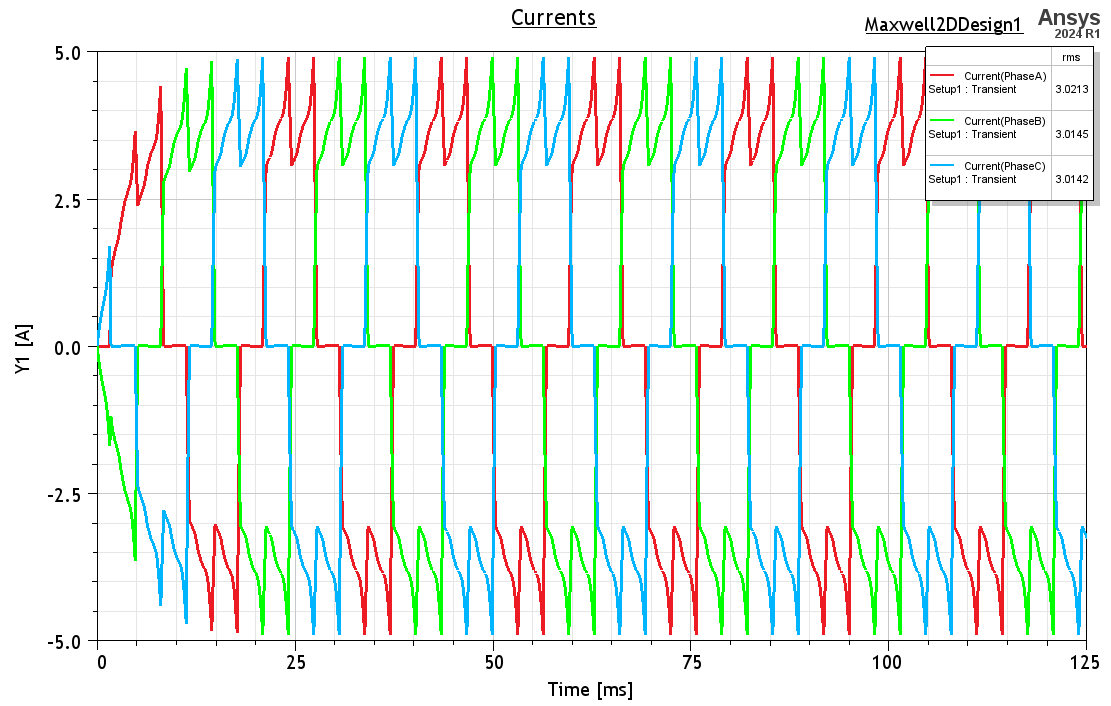 Currents
Maxwell2DDesign1
Ansys
2024 R1
rms
Current(PhaseA)
Setup1 : Transient 3.0213
Current(PhaseB)
Setup1 : Transient 3.0145
Current(PhaseC)
Setup1 : Transient 3.0142
5.0
2.5
0.0
-2.5
-5.0
Y1 [A]
0 25 50 75 100 125
Time [ms]